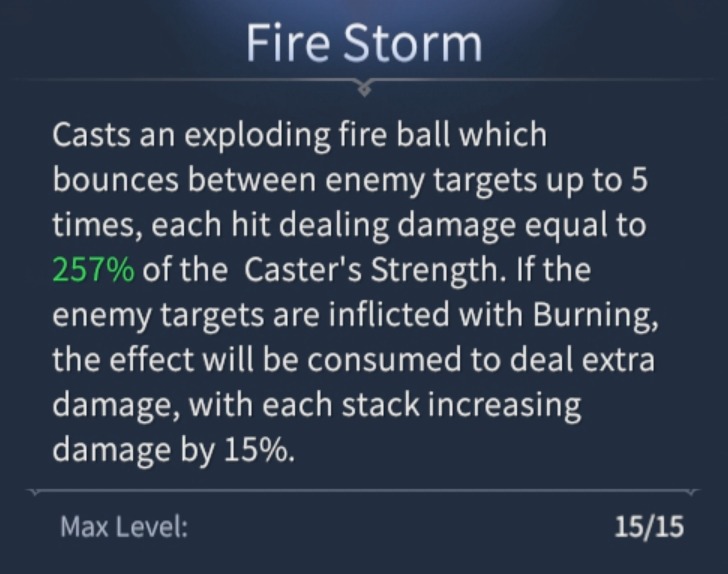 Fire Storm
Casts an exploding fire ball which
bounces between enemy targets up to 5
times, each hit dealing damage equal to
257% of the  Caster's Strength. If the
enemy targets are inflicted with Burning,
the effect will be consumed to deal extra
damage, with each stack increasing
damage by 15%.
Max Level: 15/15